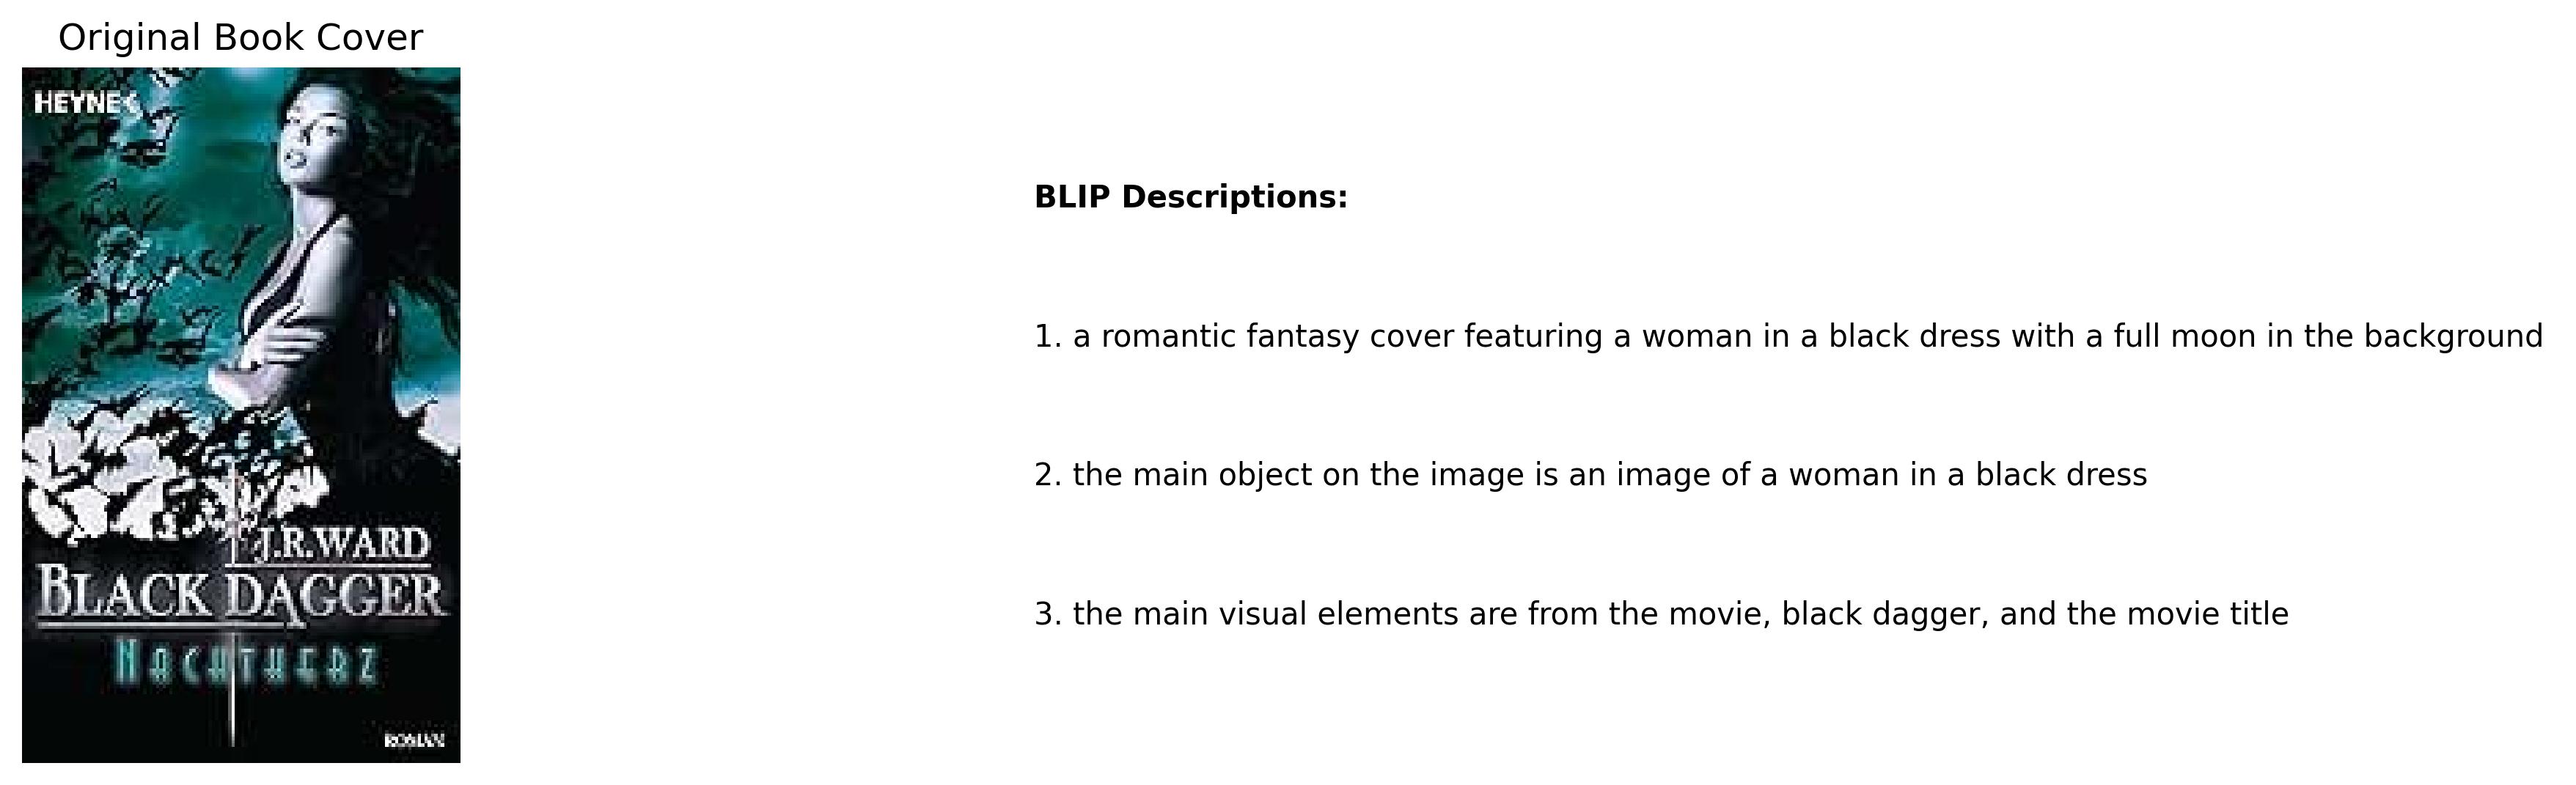 Original Book Cover
HEYNE
J.R.WARD
BLACK DAGGER
NACHTHERZ
ROMAN
BLIP Descriptions:
1. a romantic fantasy cover featuring a woman in a black dress with a full moon in the background
2. the main object on the image is an image of a woman in a black dress
3. the main visual elements are from the movie, black dagger, and the movie title